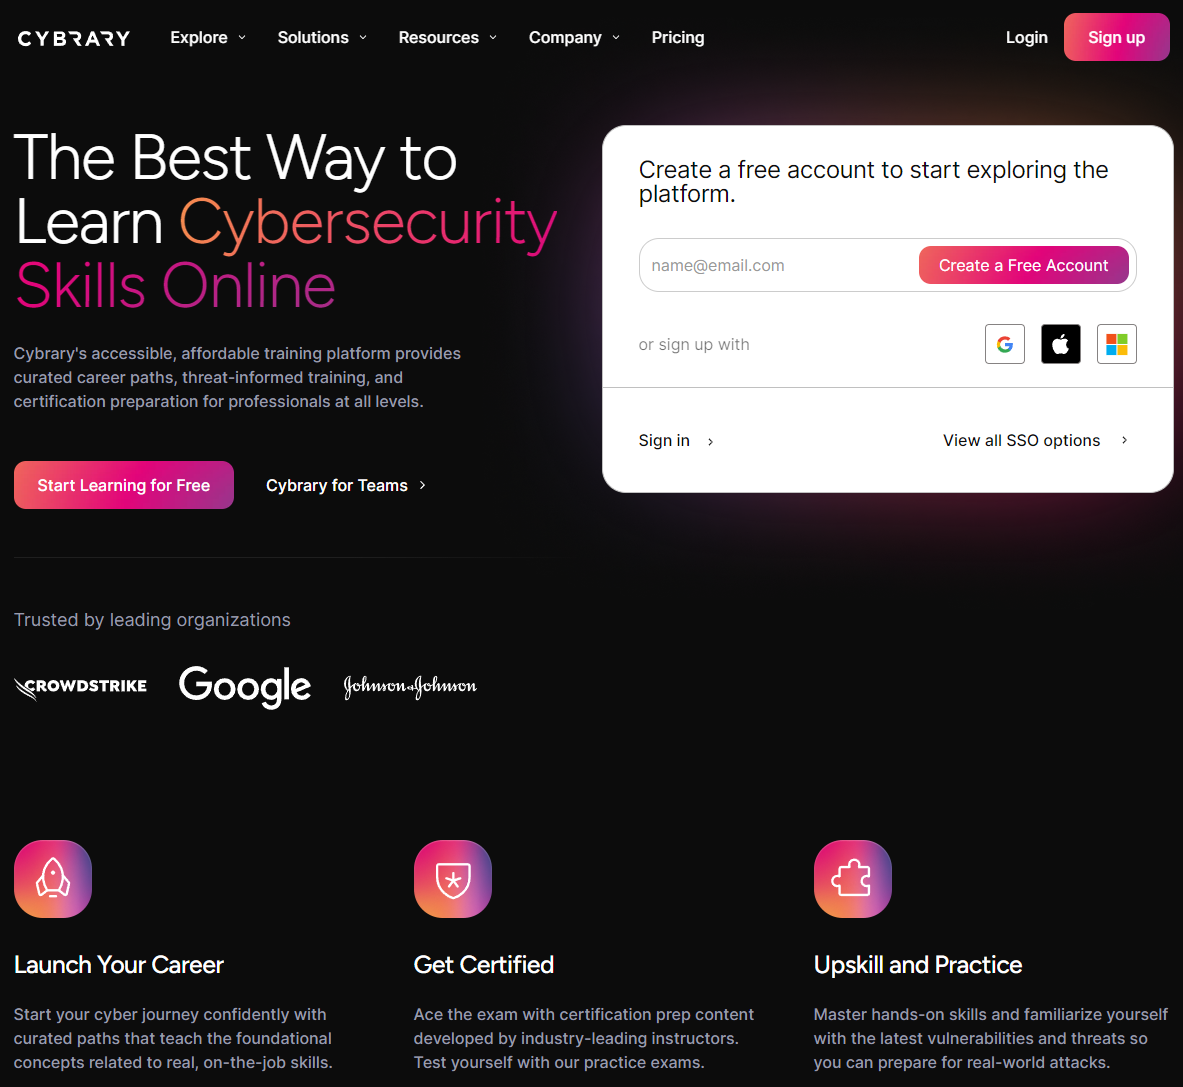 CYBRARY
Explore
Solutions
Resources
Company
Pricing
Login
Sign up
The Best Way to
Learn Cybersecurity
Skills Online
Cybrary's accessible, affordable training platform provides
curated career paths, threat-informed training, and
certification preparation for professionals at all levels.
Start Learning for Free
Cybrary for Teams
Create a free account to start exploring the
platform.
name@email.com
Create a Free Account
or sign up with
Sign in
View all SSO options
Trusted by leading organizations
CROWDSTRIKE
Google
Johnson & Johnson
Launch Your Career
Start your cyber journey confidently with
curated paths that teach the foundational
concepts related to real, on-the-job skills.
Get Certified
Ace the exam with certification prep content
developed by industry-leading instructors.
Test yourself with our practice exams.
Upskill and Practice
Master hands-on skills and familiarize yourself
with the latest vulnerabilities and threats so
you can prepare for real-world attacks.